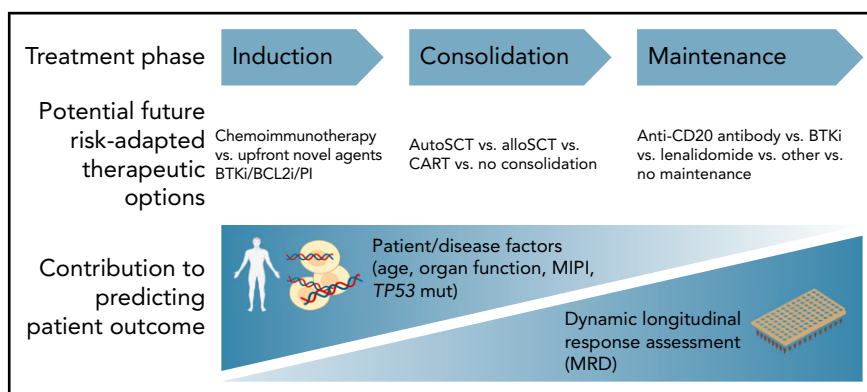 Treatment phase
Induction
Consolidation
Maintenance
Potential future
risk-adapted
therapeutic
options
Chemoimmunotherapy
vs. upfront novel agents
BTKi/BCL2i/PI
AutoSCT vs. alloSCT vs.
CART vs. no consolidation
Anti-CD20 antibody vs. BTKi
vs. lenalidomide vs. other vs.
no maintenance
Contribution to
predicting
patient outcome
Patient/disease factors
(age, organ function, MIPI,
TP53 mut)
Dynamic longitudinal
response assessment
(MRD)